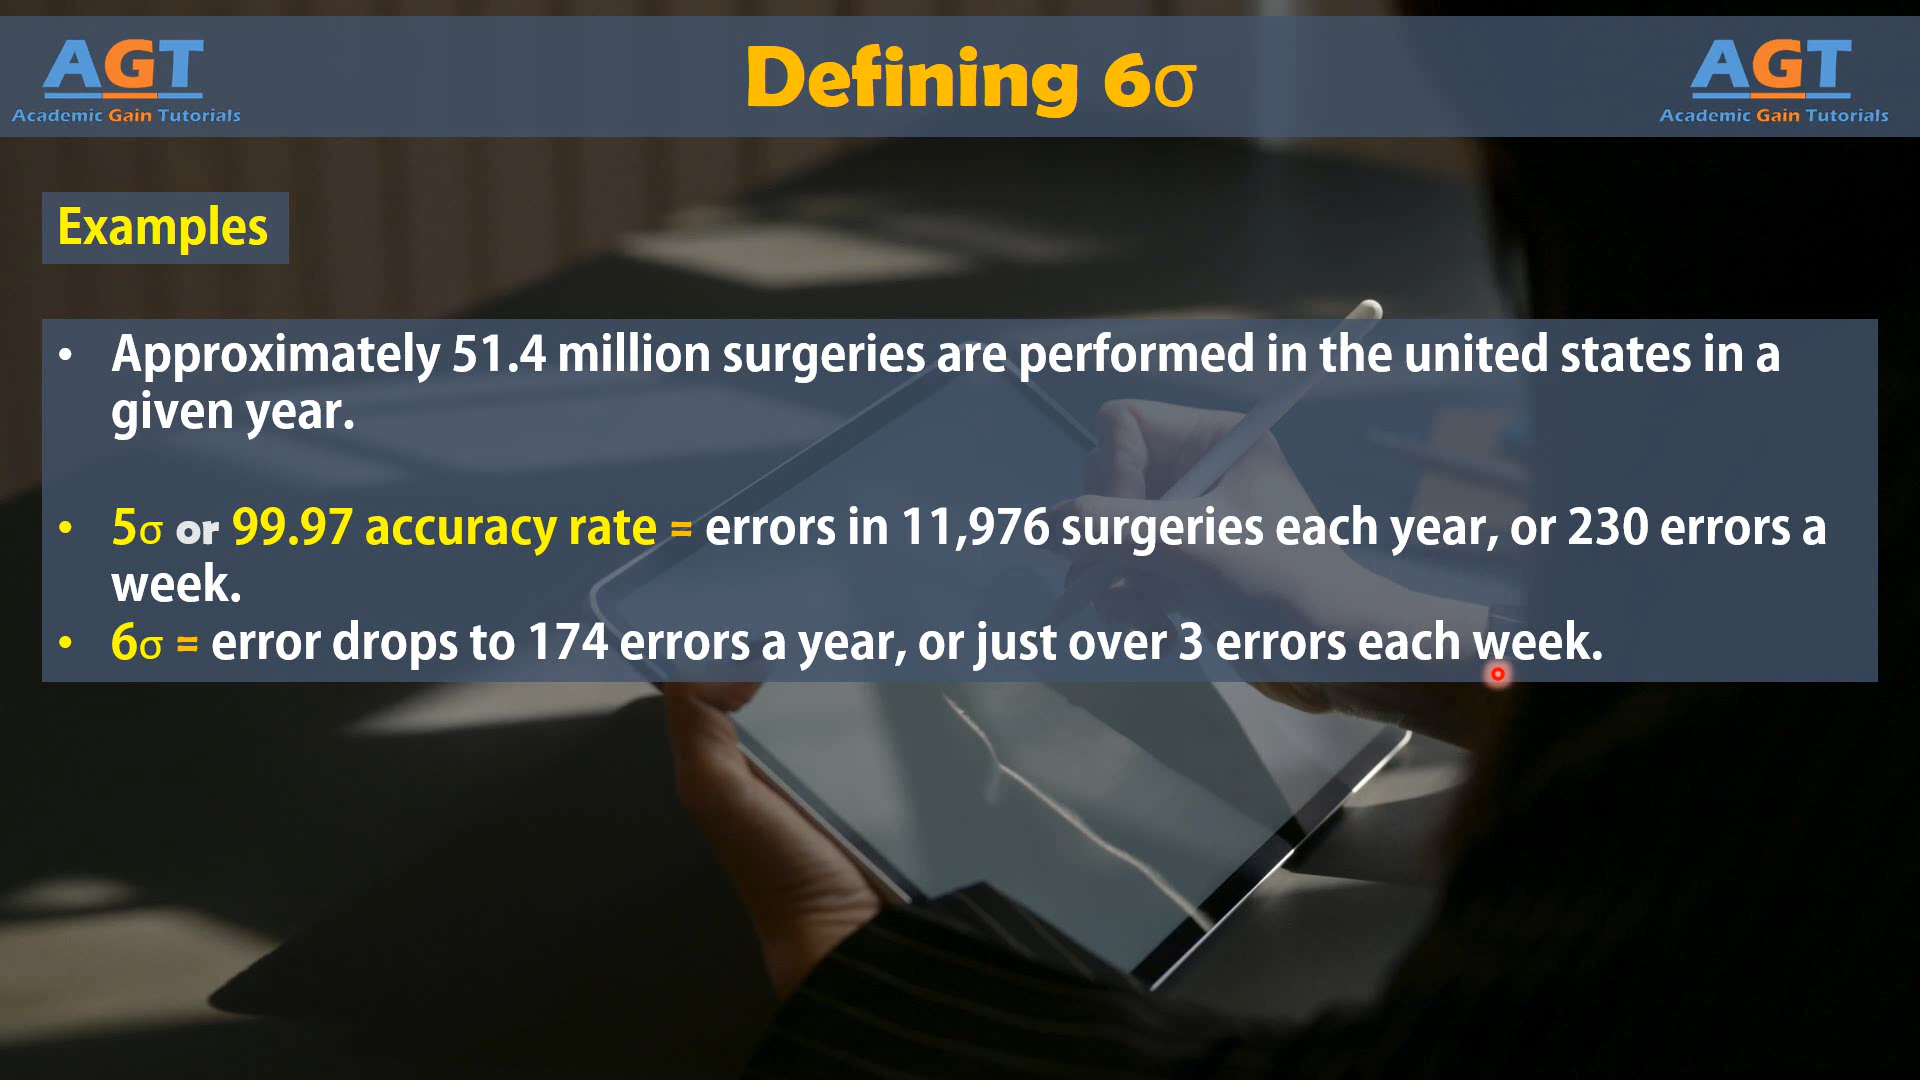 AGT
Academic Gain Tutorials
Defining 6σ
AGT
Academic Gain Tutorials
Examples
• Approximately 51.4 million surgeries are performed in the united states in a
given year.
• 5σ or 99.97 accuracy rate = errors in 11,976 surgeries each year, or 230 errors a
week.
• 6σ = error drops to 174 errors a year, or just over 3 errors each week.